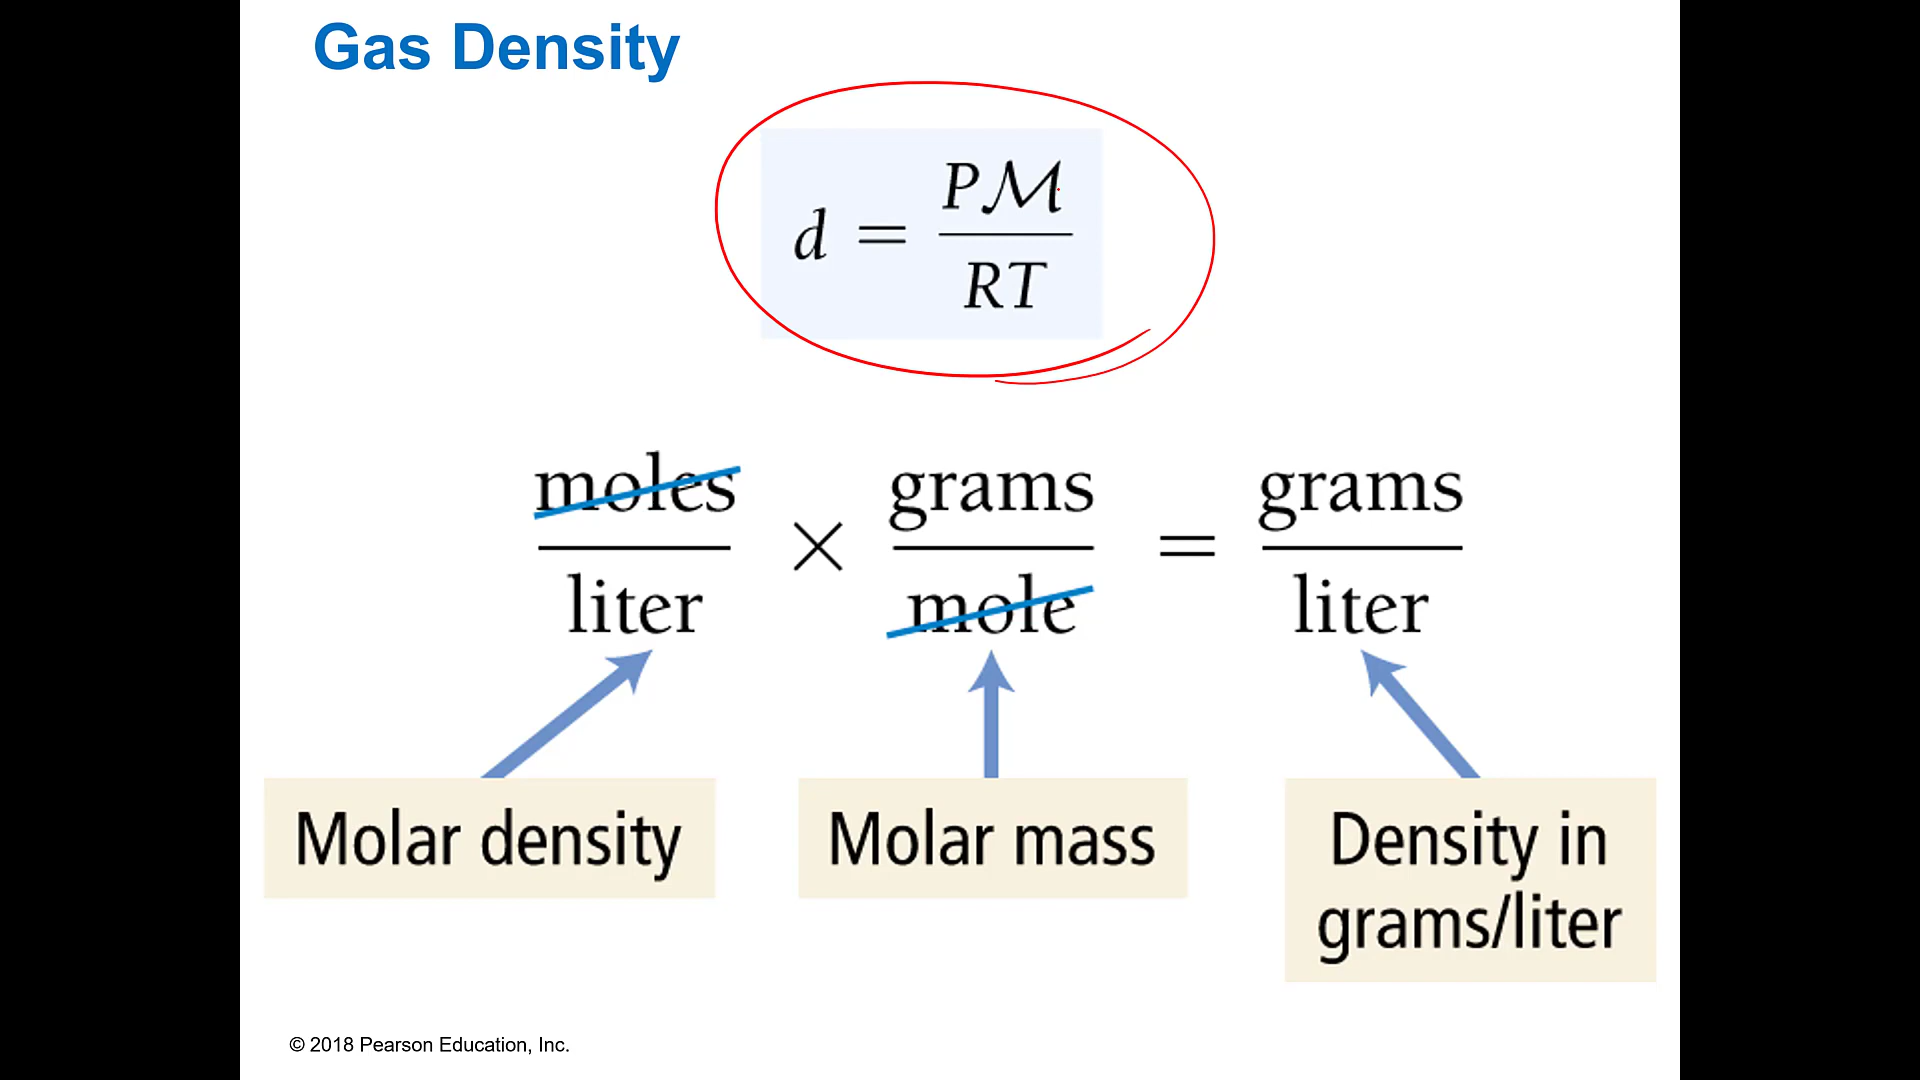 Gas Density
d = PM / RT
moles / liter × grams / mole = grams / liter
Molar density
Molar mass
Density in
grams/liter
© 2018 Pearson Education, Inc.